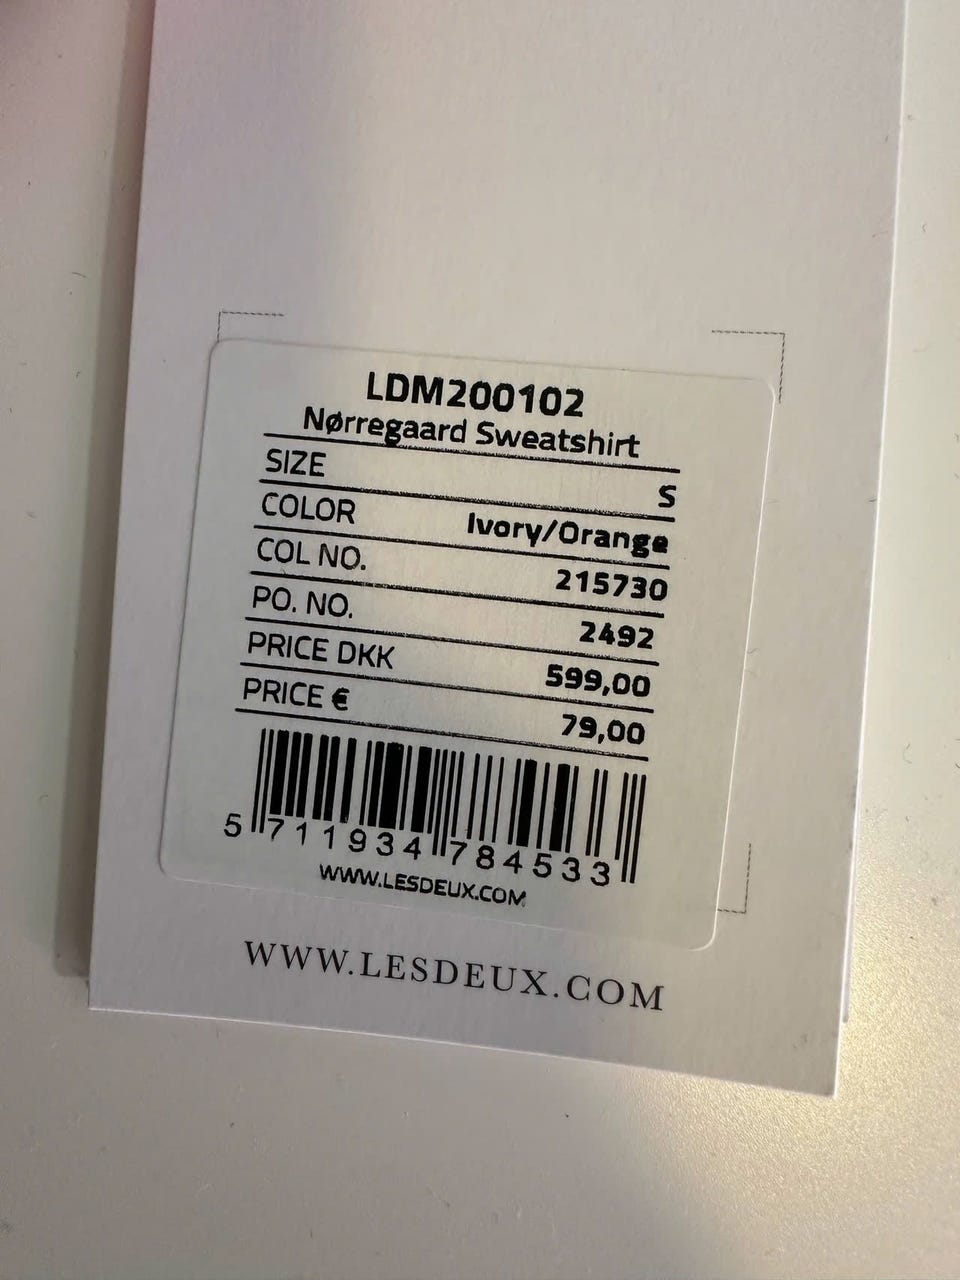 LDM200102
Nørregaard Sweatshirt
SIZE S
COLOR Ivory/Orange
COL NO. 215730
PO. NO. 2492
PRICE DKK 599,00
PRICE € 79,00
5 711934 784533
WWW.LESDEUX.COM
WWW.LESDEUX.COM